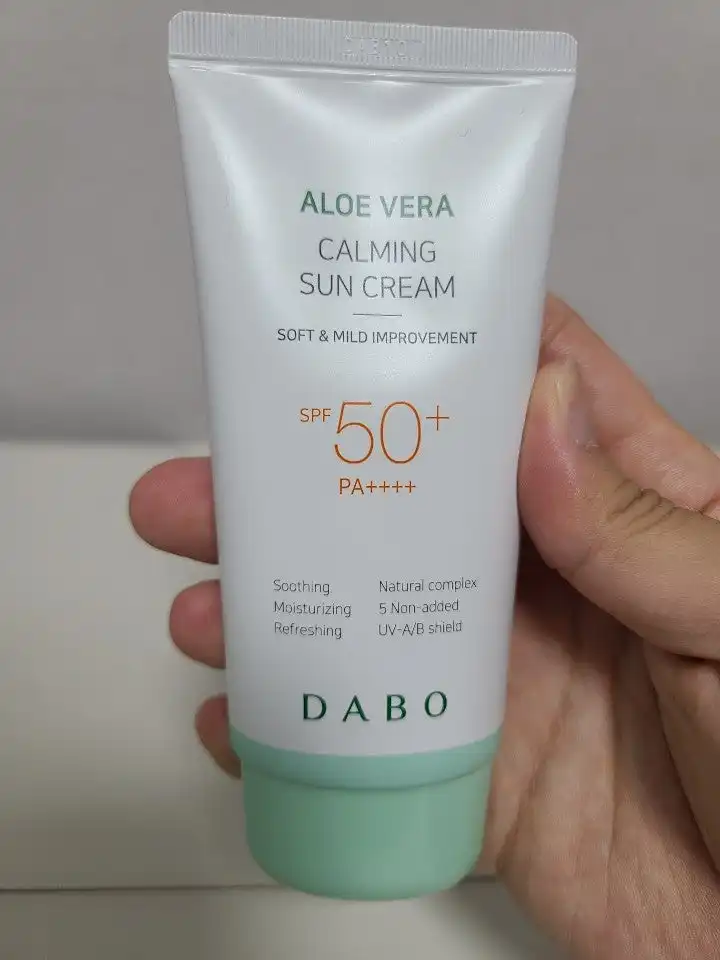 ALOE VERA
CALMING
SUN CREAM
SOFT & MILD IMPROVEMENT
SPF 50+
PA++++
Soothing Natural complex
Moisturizing 5 Non-added
Refreshing UV-A/B shield
DABO